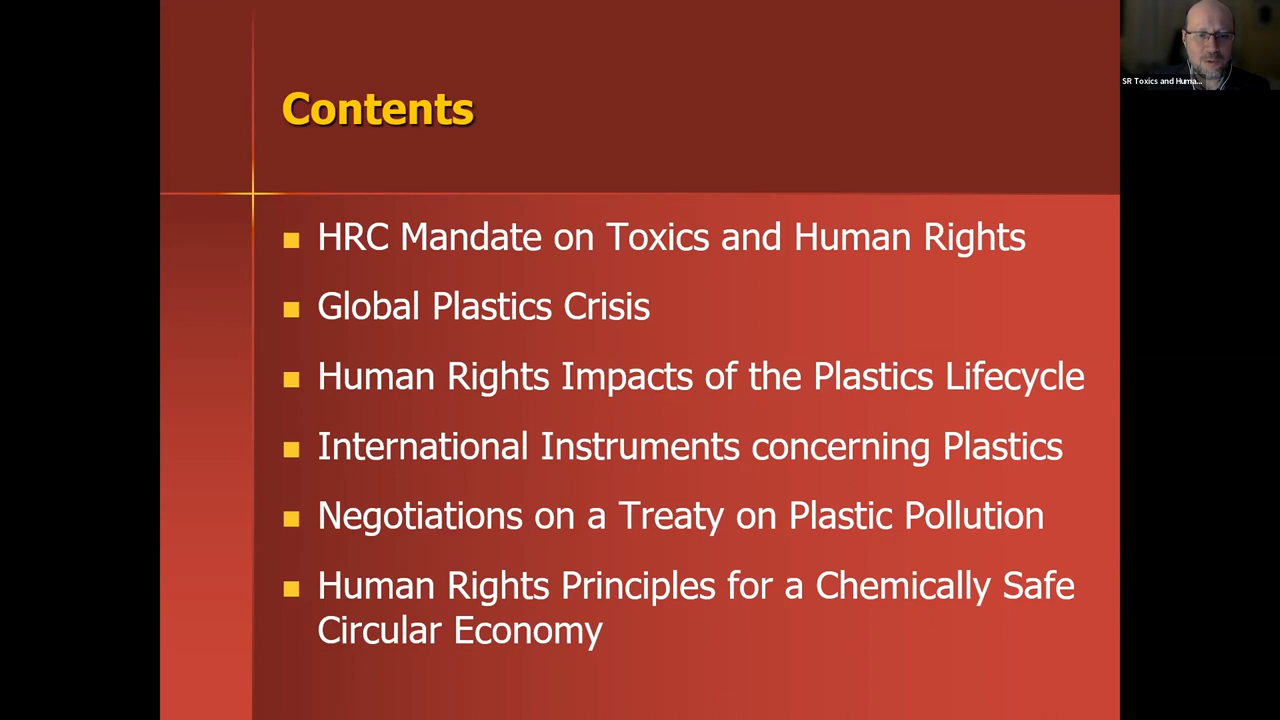 Contents
HRC Mandate on Toxics and Human Rights
Global Plastics Crisis
Human Rights Impacts of the Plastics Lifecycle
International Instruments concerning Plastics
Negotiations on a Treaty on Plastic Pollution
Human Rights Principles for a Chemically Safe
Circular Economy
SR Toxics and Huma...